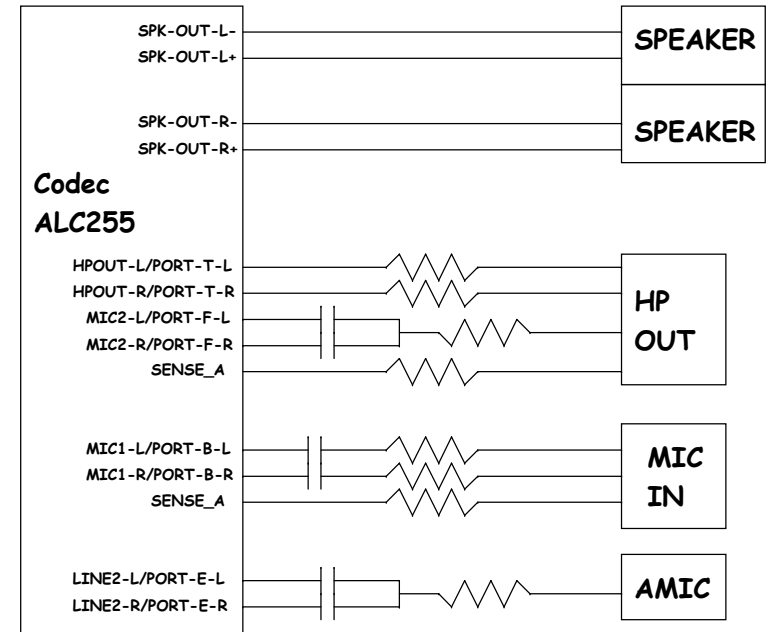 SPK-OUT-L-
SPK-OUT-L+
SPEAKER
SPK-OUT-R-
SPK-OUT-R+
SPEAKER
Codec
ALC255
HPOUT-L/PORT-T-L
HPOUT-R/PORT-T-R
MIC2-L/PORT-F-L
MIC2-R/PORT-F-R
SENSE_A
HP
OUT
MIC1-L/PORT-B-L
MIC1-R/PORT-B-R
SENSE_A
MIC
IN
LINE2-L/PORT-E-L
LINE2-R/PORT-E-R
AMIC